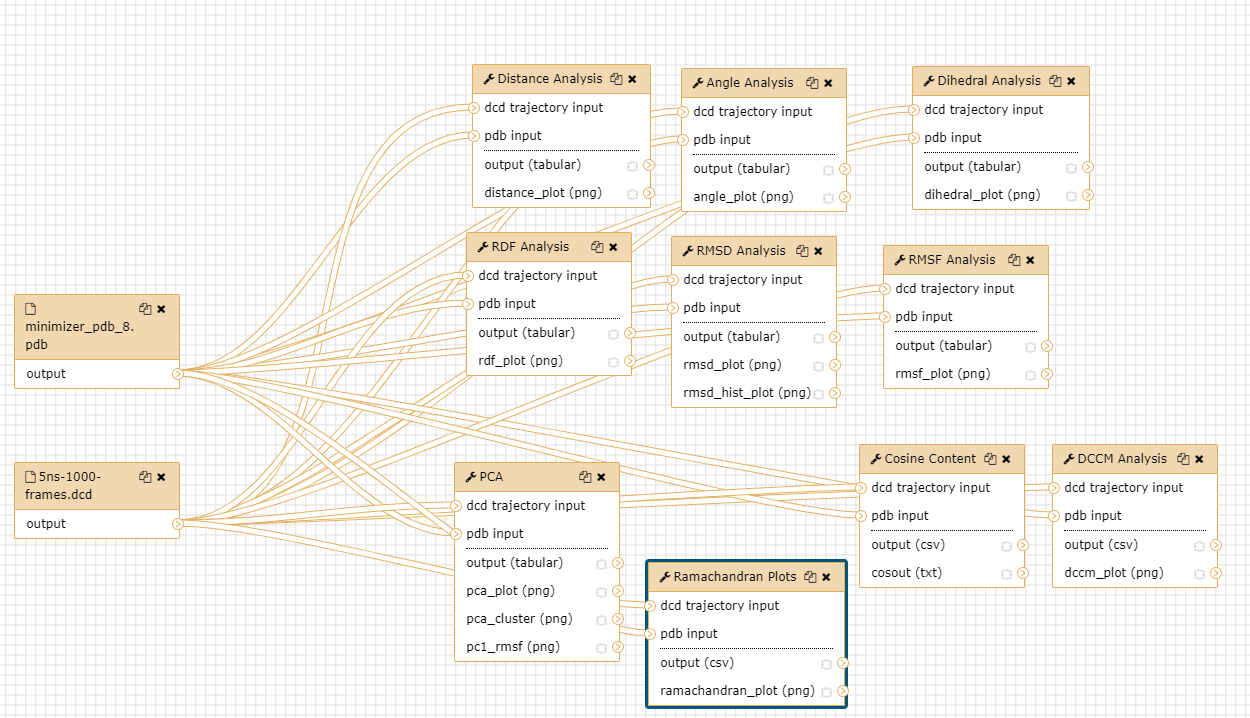 Distance Analysis
dcd trajectory input
pdb input
output (tabular)
distance_plot (png)
Angle Analysis
dcd trajectory input
pdb input
output (tabular)
angle_plot (png)
Dihedral Analysis
dcd trajectory input
pdb input
output (tabular)
dihedral_plot (png)
RDF Analysis
dcd trajectory input
pdb input
output (tabular)
rdf_plot (png)
RMSD Analysis
dcd trajectory input
pdb input
output (tabular)
rmsd_plot (png)
rmsd_hist_plot (png)
RMSF Analysis
dcd trajectory input
pdb input
output (tabular)
rmsf_plot (png)
minimizer_pdb_8.
pdb
output
5ns-1000-
frames.dcd
output
PCA
dcd trajectory input
pdb input
output (tabular)
pca_plot (png)
pca_cluster (png)
pc1_rmsf (png)
Cosine Content
dcd trajectory input
pdb input
output (csv)
cosout (txt)
DCCM Analysis
dcd trajectory input
pdb input
output (csv)
dccm_plot (png)
Ramachandran Plots
dcd trajectory input
pdb input
output (csv)
ramachandran_plot (png)